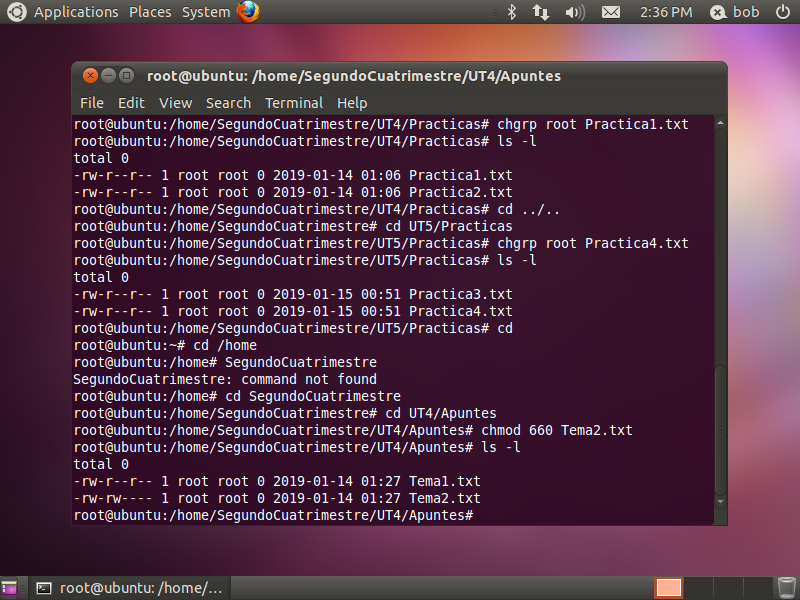 Applications Places System 2:36 PM bob
root@ubuntu: /home/SegundoCuatrimestre/UT4/Apuntes
File Edit View Search Terminal Help
root@ubuntu:/home/SegundoCuatrimestre/UT4/Practicas# chgrp root Practica1.txt
root@ubuntu:/home/SegundoCuatrimestre/UT4/Practicas# ls -l
total 0
-rw-r--r-- 1 root root 0 2019-01-14 01:06 Practica1.txt
-rw-r--r-- 1 root root 0 2019-01-14 01:06 Practica2.txt
root@ubuntu:/home/SegundoCuatrimestre/UT4/Practicas# cd ../..
root@ubuntu:/home/SegundoCuatrimestre# cd UT5/Practicas
root@ubuntu:/home/SegundoCuatrimestre/UT5/Practicas# chgrp root Practica4.txt
root@ubuntu:/home/SegundoCuatrimestre/UT5/Practicas# ls -l
total 0
-rw-r--r-- 1 root root 0 2019-01-15 00:51 Practica3.txt
-rw-r--r-- 1 root root 0 2019-01-15 00:51 Practica4.txt
root@ubuntu:/home/SegundoCuatrimestre/UT5/Practicas# cd
root@ubuntu:~# cd /home
root@ubuntu:/home# SegundoCuatrimestre
SegundoCuatrimestre: command not found
root@ubuntu:/home# cd SegundoCuatrimestre
root@ubuntu:/home/SegundoCuatrimestre# cd UT4/Apuntes
root@ubuntu:/home/SegundoCuatrimestre/UT4/Apuntes# chmod 660 Tema2.txt
root@ubuntu:/home/SegundoCuatrimestre/UT4/Apuntes# ls -l
total 0
-rw-r--r-- 1 root root 0 2019-01-14 01:27 Tema1.txt
-rw-rw---- 1 root root 0 2019-01-14 01:27 Tema2.txt
root@ubuntu:/home/SegundoCuatrimestre/UT4/Apuntes#
root@ubuntu: /home/...